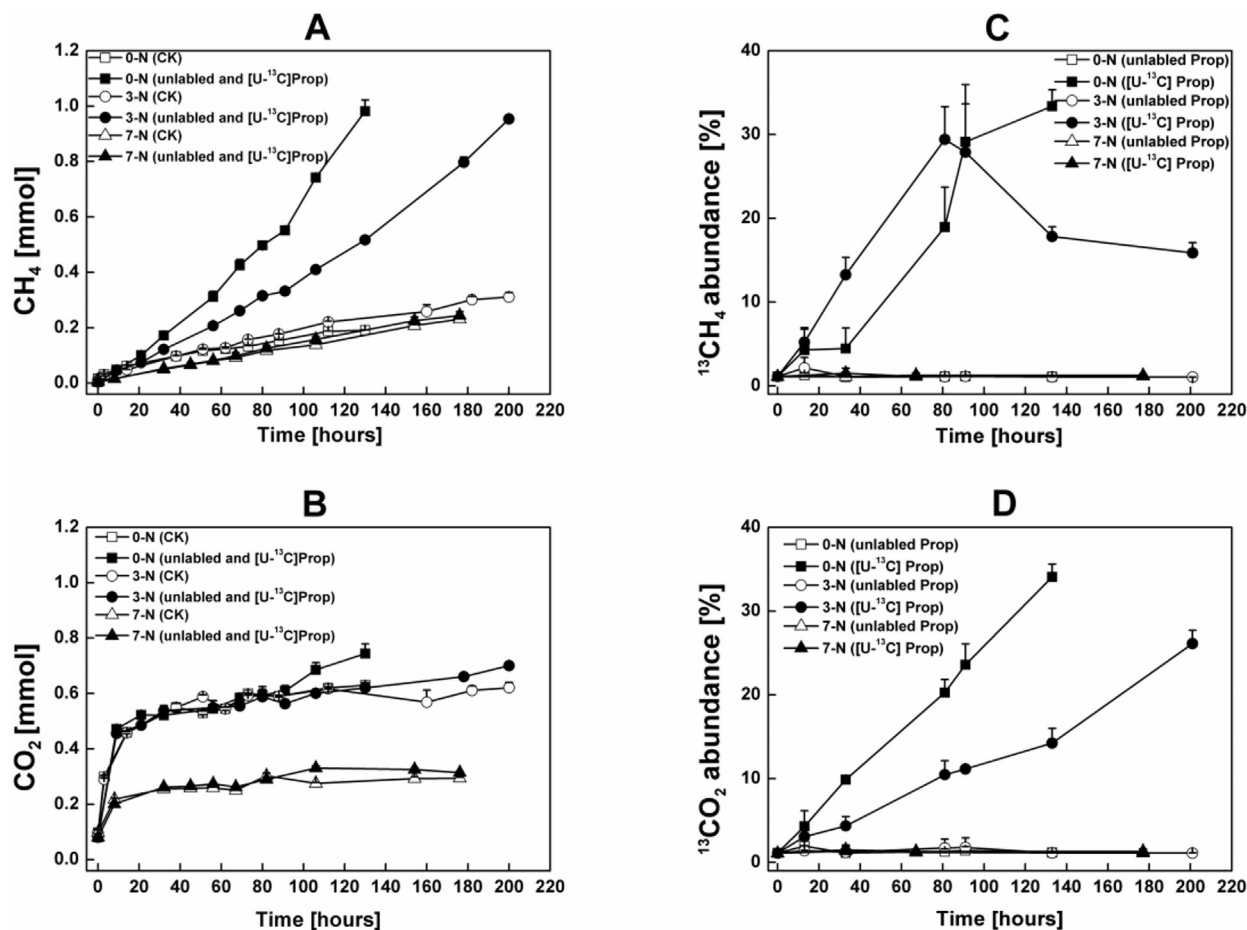 A
1.2
1.0
0.8
0.6
0.4
0.2
0.0
CH4 [mmol]
0-N (CK)
0-N (unlabled and [U-13C]Prop)
3-N (CK)
3-N (unlabled and [U-13C]Prop)
7-N (CK)
7-N (unlabled and [U-13C]Prop)
0 20 40 60 80 100 120 140 160 180 200 220
Time [hours]
C
40
30
20
10
0
13CH4 abundance [%]
0-N (unlabled Prop)
0-N ([U-13C] Prop)
3-N (unlabled Prop)
3-N ([U-13C] Prop)
7-N (unlabled Prop)
7-N ([U-13C] Prop)
0 20 40 60 80 100 120 140 160 180 200 220
Time [hours]
B
1.2
1.0
0.8
0.6
0.4
0.2
0.0
CO2 [mmol]
0-N (CK)
0-N (unlabled and [U-13C]Prop)
3-N (CK)
3-N (unlabled and [U-13C]Prop)
7-N (CK)
7-N (unlabled and [U-13C]Prop)
0 20 40 60 80 100 120 140 160 180 200 220
Time [hours]
D
40
30
20
10
0
13CO2 abundance [%]
0-N (unlabled Prop)
0-N ([U-13C] Prop)
3-N (unlabled Prop)
3-N ([U-13C] Prop)
7-N (unlabled Prop)
7-N ([U-13C] Prop)
0 20 40 60 80 100 120 140 160 180 200 220
Time [hours]